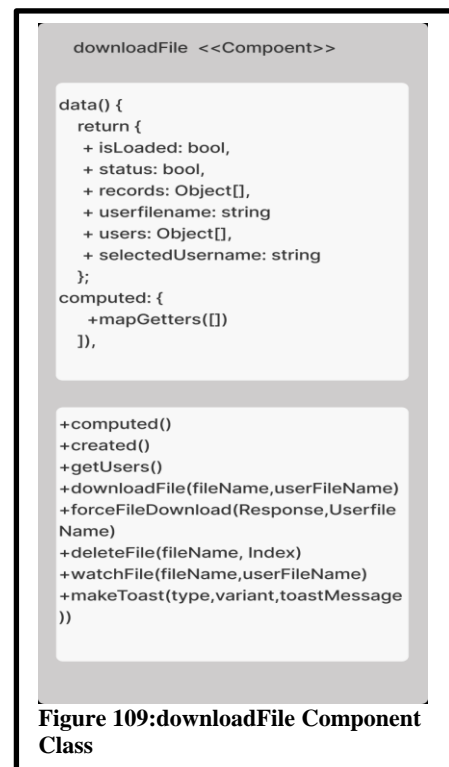 downloadFile <<Compoent>>
data() {
return {
+ isLoaded: bool,
+ status: bool,
+ records: Object[],
+ userfilename: string
+ users: Object[],
+ selectedUsername: string
};
computed: {
+mapGetters([])
]),
+computed()
+created()
+getUsers()
+downloadFile(fileName,userFileName)
+forceFileDownload(Response,Userfile
Name)
+deleteFile(fileName, Index)
+watchFile(fileName,userFileName)
+makeToast(type,variant,toastMessage
))
Figure 109:downloadFile Component
Class